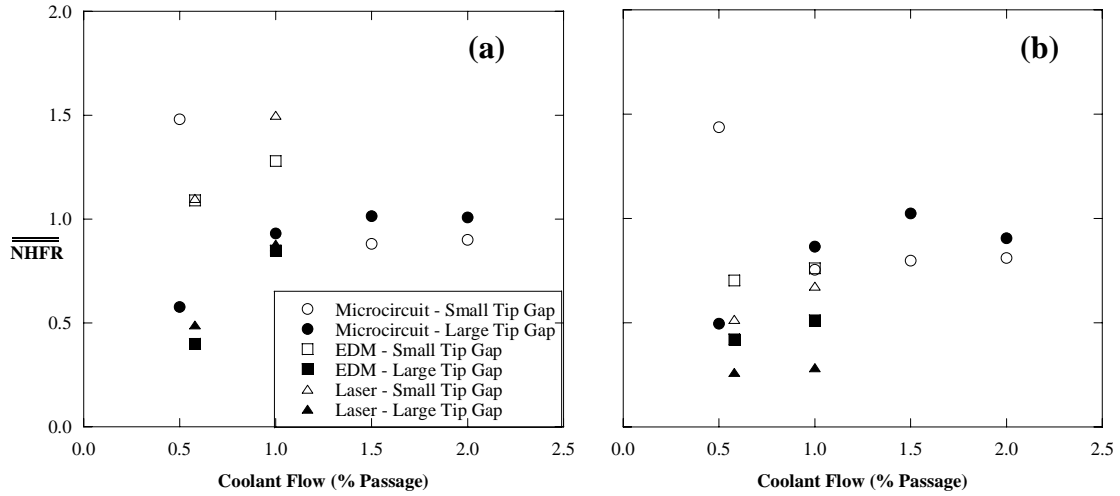 2.0
1.5
1.0
0.5
0.0
NHFR
(a)
Microcircuit - Small Tip Gap
Microcircuit - Large Tip Gap
EDM - Small Tip Gap
EDM - Large Tip Gap
Laser - Small Tip Gap
Laser - Large Tip Gap
0.0 0.5 1.0 1.5 2.0 2.5
Coolant Flow (% Passage)
(b)
0.0 0.5 1.0 1.5 2.0 2.5
Coolant Flow (% Passage)